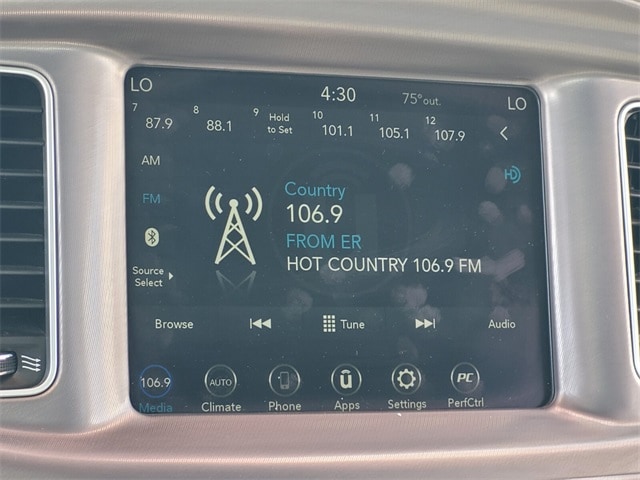 LO 4:30 75° out. LO
7 87.9 8 88.1 9 Hold to Set 10 101.1 11 105.1 12 107.9
AM
HD
FM
Country
106.9
FROM ER
HOT COUNTRY 106.9 FM
Source
Select
Browse Tune Audio
106.9 AUTO u PC
Media Climate Phone Apps Settings PerfCtrl